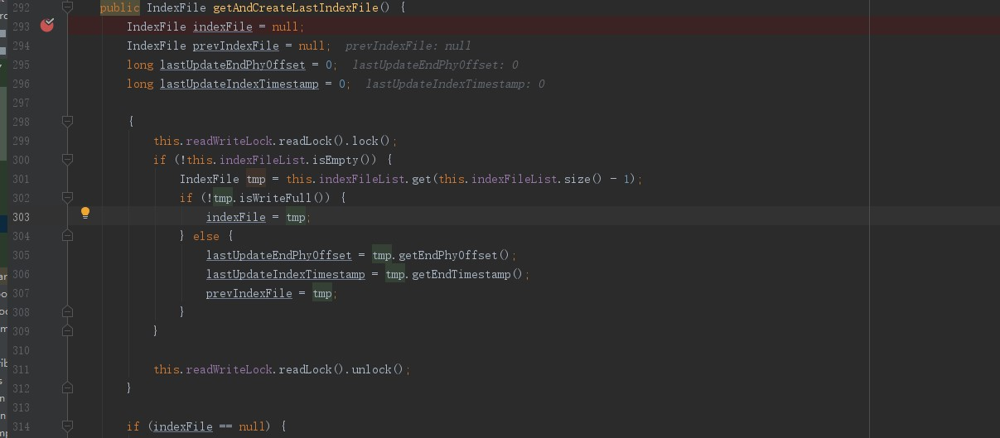 292 public IndexFile getAndCreateLastIndexFile() {
293 IndexFile indexFile = null;
294 IndexFile prevIndexFile = null; prevIndexFile: null
295 long lastUpdateEndPhyOffset = 0; lastUpdateEndPhyOffset: 0
296 long lastUpdateIndexTimestamp = 0; lastUpdateIndexTimestamp: 0
297
298 {
299 this.readWriteLock.readLock().lock();
300 if (!this.indexFileList.isEmpty()) {
301 IndexFile tmp = this.indexFileList.get(this.indexFileList.size() - 1);
302 if (!tmp.isWriteFull()) {
303 indexFile = tmp;
304 } else {
305 lastUpdateEndPhyOffset = tmp.getEndPhyOffset();
306 lastUpdateIndexTimestamp = tmp.getEndTimestamp();
307 prevIndexFile = tmp;
308 }
309 }
310
311 this.readWriteLock.readLock().unlock();
312 }
313
314 if (indexFile == null) {